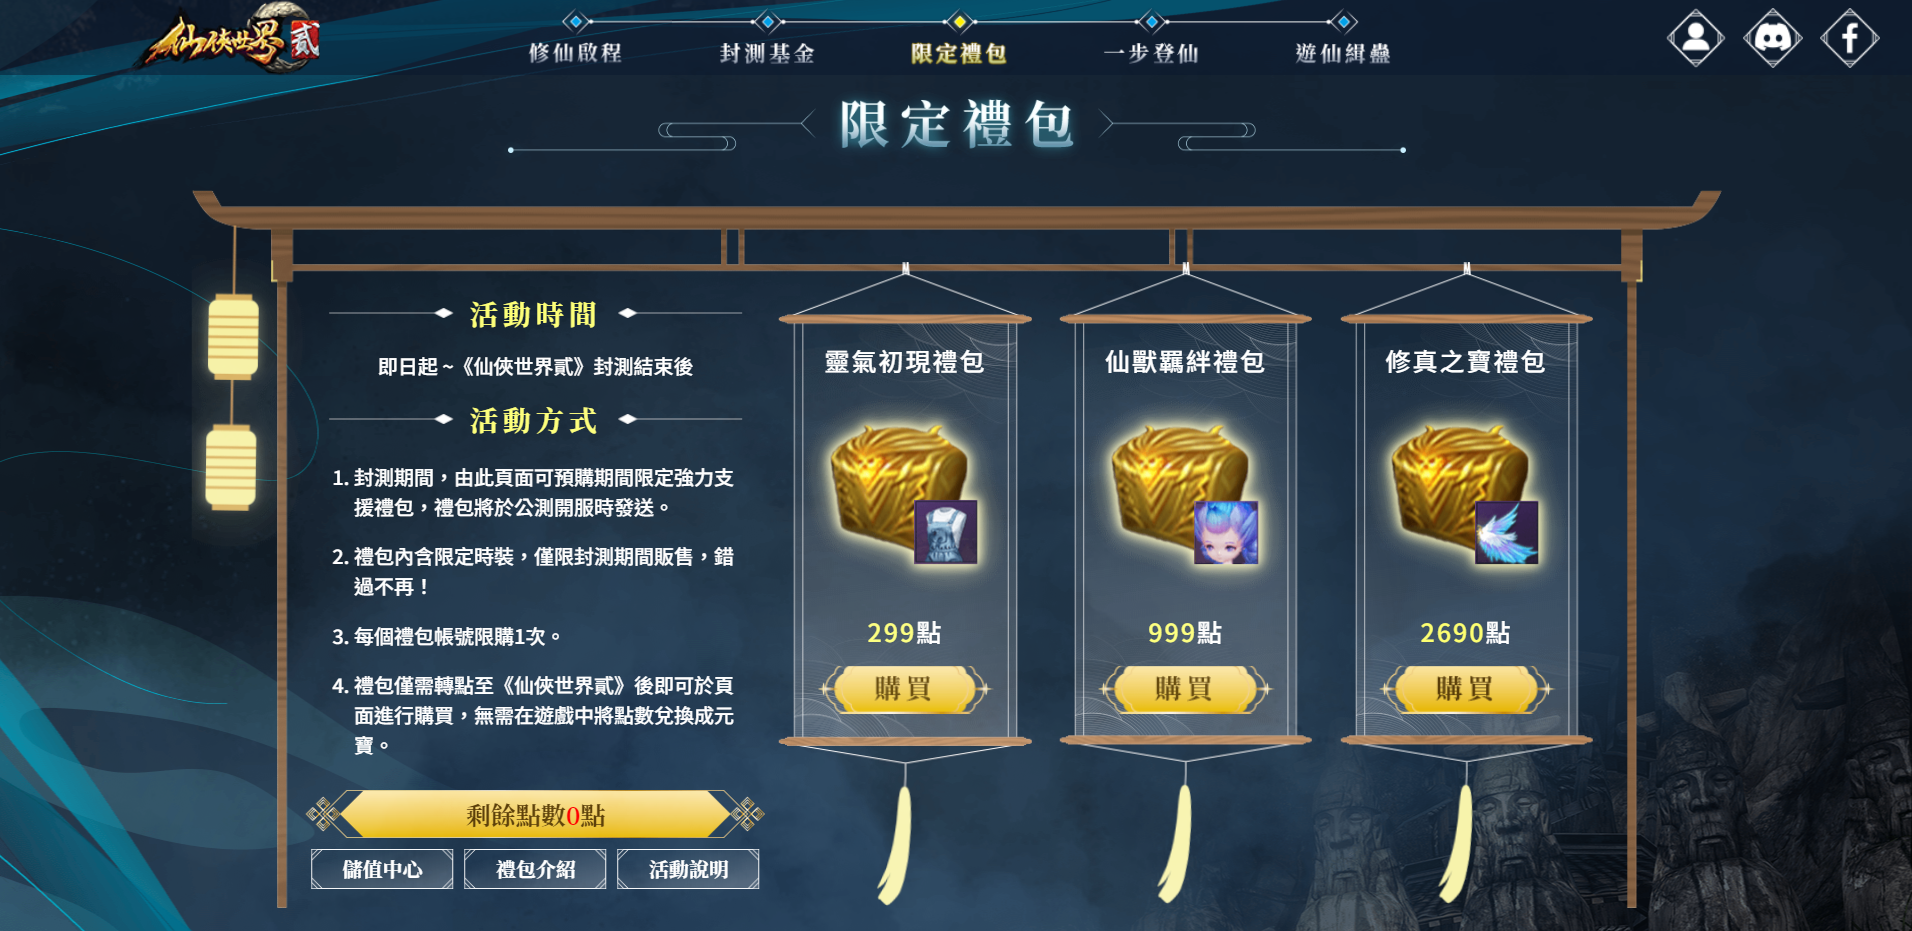 仙俠世界貳
修仙啟程
封測基金
限定禮包
一步登仙
遊仙緝蠱
限定禮包
活動時間
即日起 ~《仙俠世界貳》封測結束後
活動方式
1. 封測期間，由此頁面可預購期間限定強力支
援禮包，禮包將於公測開服時發送。
2. 禮包內含限定時裝，僅限封測期間販售，錯
過不再！
3. 每個禮包帳號限購1次。
4. 禮包僅需轉點至《仙俠世界貳》後即可於頁
面進行購買，無需在遊戲中將點數兌換成元
寶。
剩餘點數0點
儲值中心
禮包介紹
活動說明
靈氣初現禮包
299點
購買
仙獸羈絆禮包
999點
購買
修真之寶禮包
2690點
購買